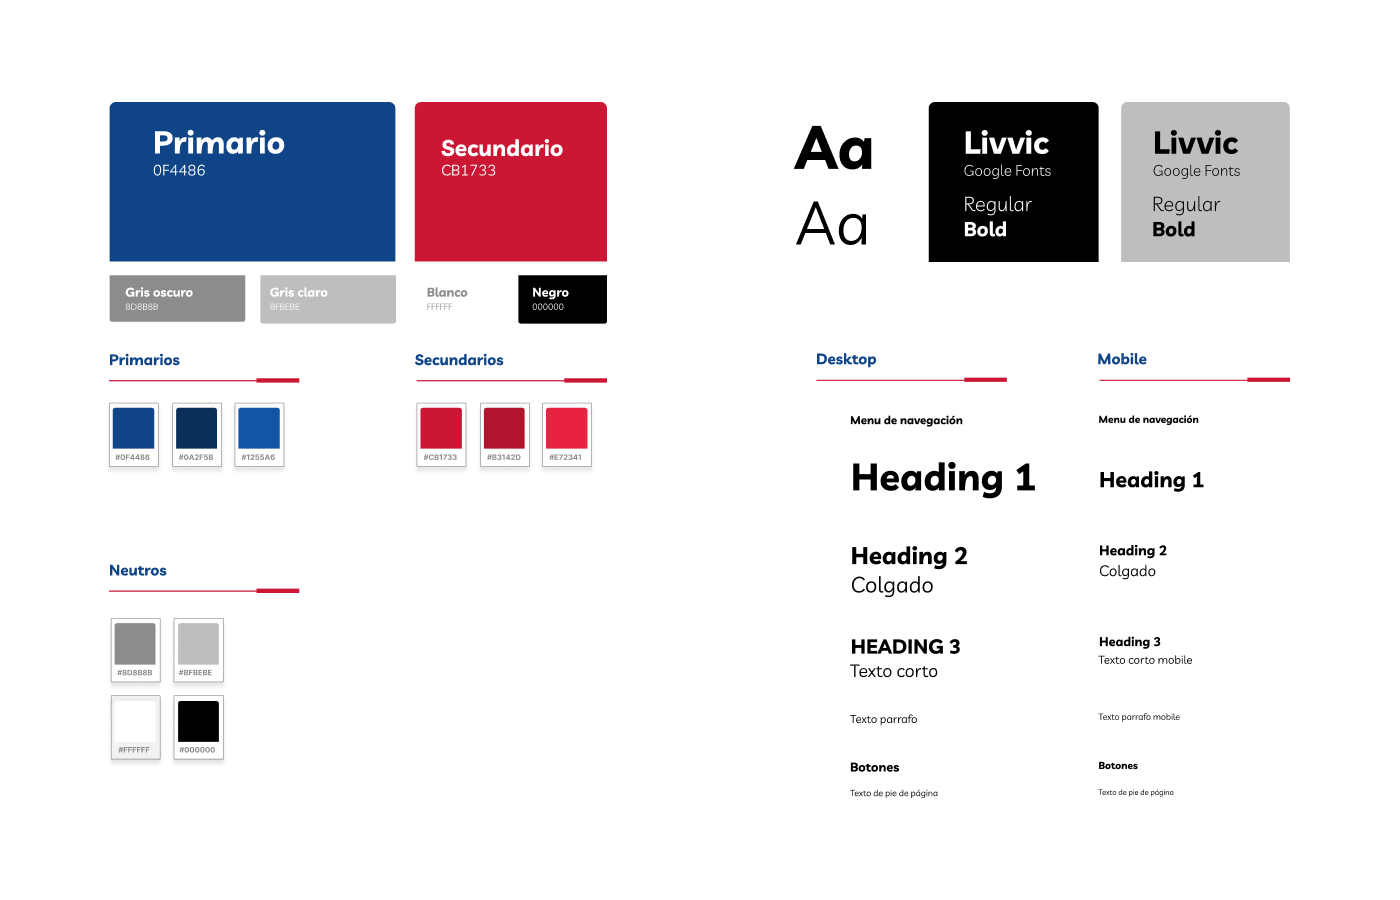 Primario
0F4486
Secundario
CB1733
Gris oscuro
8D8B8B
Gris claro
BFBEBE
Blanco
FFFFFF
Negro
000000
Primarios
#0F4486
#0A2F5B
#1255A6
Secundarios
#CB1733
#B3142D
#E72341
Neutros
#8D8B8B
#BFBEBE
#FFFFFF
#000000
Aa
Aa
Livvic
Google Fonts
Regular
Bold
Livvic
Google Fonts
Regular
Bold
Desktop
Menu de navegación
Heading 1
Heading 2
Colgado
HEADING 3
Texto corto
Texto parrafo
Botones
Texto de pie de página
Mobile
Menu de navegación
Heading 1
Heading 2
Colgado
Heading 3
Texto corto mobile
Texto parrafo mobile
Botones
Texto de pie de página